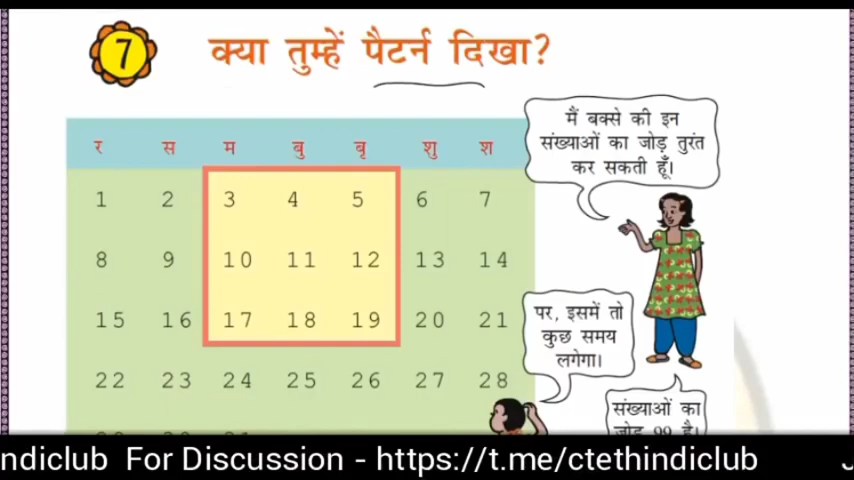 7 क्या तुम्हें पैटर्न दिखा?
मैं बक्से की इन
संख्याओं का जोड़ तुरंत
कर सकती हूँ।
र स म बु बृ शु श
1 2 3 4 5 6 7
8 9 10 11 12 13 14
15 16 17 18 19 20 21
22 23 24 25 26 27 28
पर, इसमें तो
कुछ समय
लगेगा।
संख्याओं का
जोड़ 99 है।
ndiclub For Discussion - https://t.me/ctethindiclub